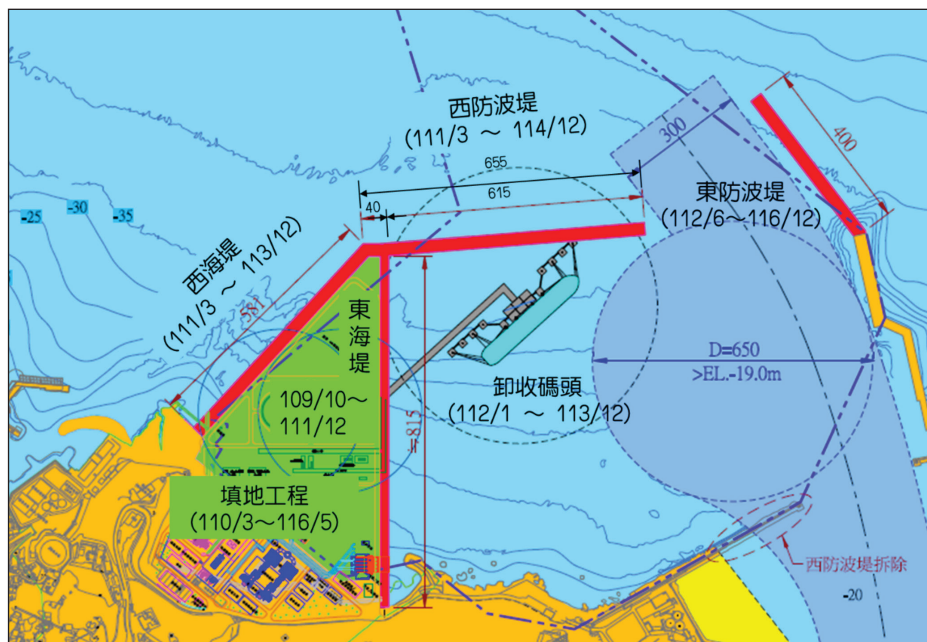 西防波堤
(111/3 ～ 114/12)
655
615
40
300
400
東防波堤
(112/6～116/12)
-25
-30
-35
西海堤
(111/3 ～ 113/12)
581
東海堤
109/10～
111/12
D=650
>EL.-19.0m
卸收碼頭
(112/1 ～ 113/12)
=815
填地工程
(110/3～116/5)
西防波堤拆除
-20